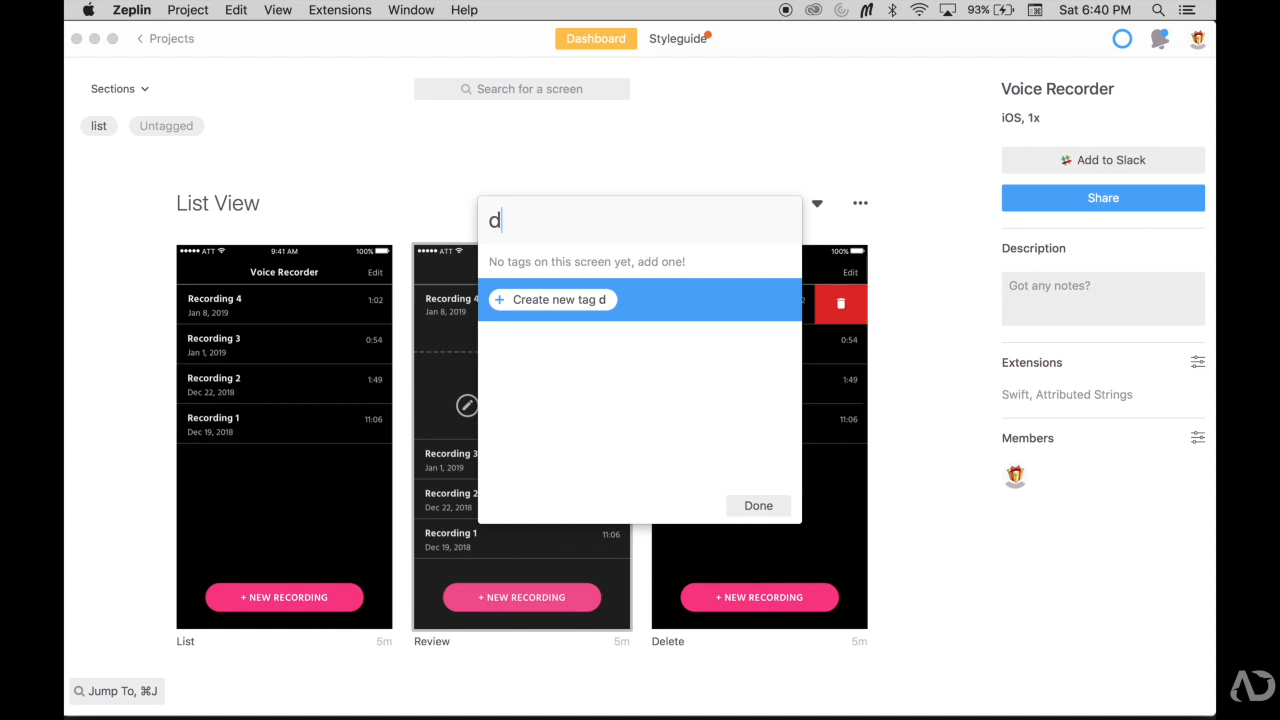 Zeplin Project Edit View Extensions Window Help 93% Sat 6:40 PM
Projects Dashboard Styleguide
Sections Search for a screen
list Untagged
List View
d
No tags on this screen yet, add one!
+ Create new tag d
Done
ATT 9:41 AM 100%
Voice Recorder Edit
Recording 4 1:02
Jan 8, 2019
Recording 3 0:54
Jan 1, 2019
Recording 2 1:49
Dec 22, 2018
Recording 1 11:06
Dec 19, 2018
+ NEW RECORDING
List 5m
ATT
Recording 4
Jan 8, 2019
Recording 3
Jan 1, 2019
Recording 2
Dec 22, 2018
Recording 1 11:06
Dec 19, 2018
+ NEW RECORDING
Review 5m
100%
Edit
2
0:54
1:49
11:06
+ NEW RECORDING
Delete 5m
Voice Recorder
iOS, 1x
Add to Slack
Share
Description
Got any notes?
Extensions
Swift, Attributed Strings
Members
Jump To, ⌘J